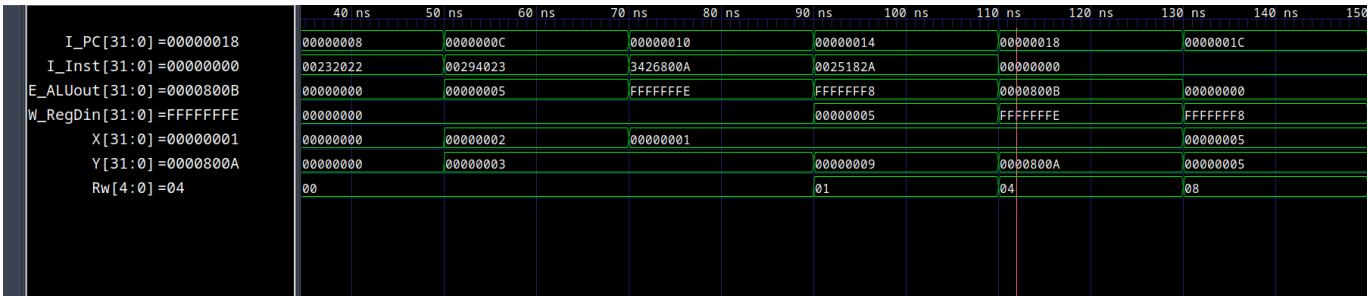 40 ns 50 ns 60 ns 70 ns 80 ns 90 ns 100 ns 110 ns 120 ns 130 ns 140 ns 150
I_PC[31:0]=00000018 00000008 0000000C 00000010 00000014 00000018 0000001C
I_Inst[31:0]=00000000 00232022 00294023 3426800A 0025182A 00000000
E_ALUout[31:0]=0000800B 00000000 00000005 FFFFFFFE FFFFFFF8 0000800B 00000000
W_RegDin[31:0]=FFFFFFFE 00000000 00000005 FFFFFFFE FFFFFFF8
X[31:0]=00000001 00000000 00000002 00000001 00000005
Y[31:0]=0000800A 00000000 00000003 00000009 0000800A 00000005
Rw[4:0]=04 00 01 04 08